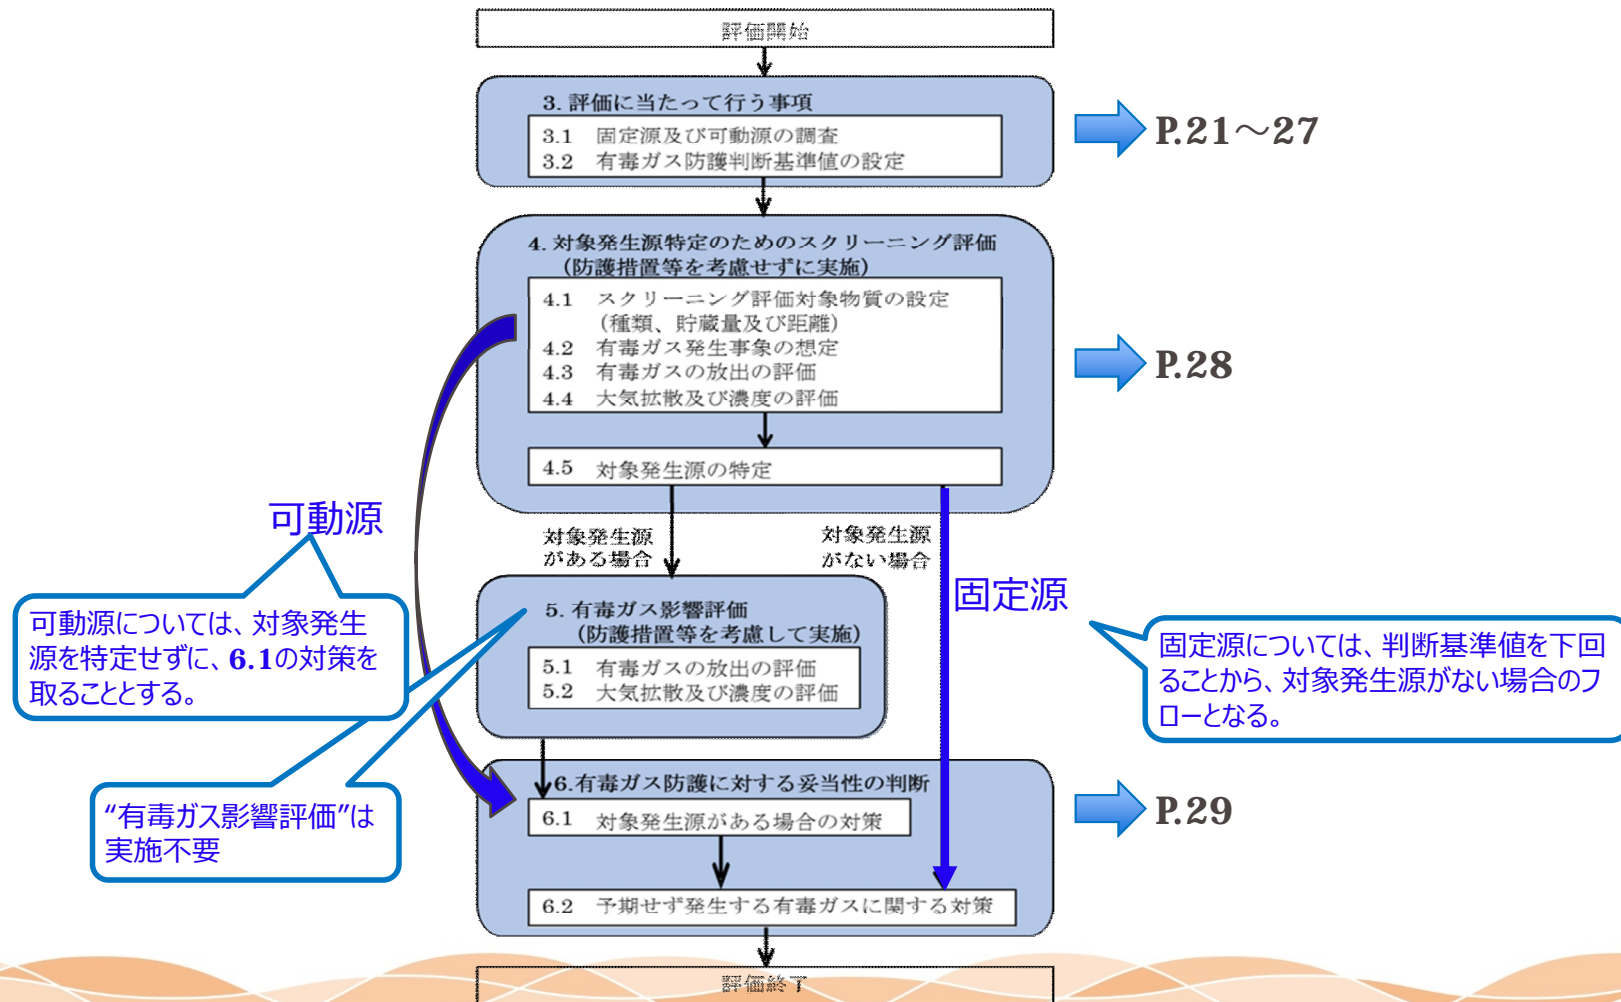 評価開始
3. 評価に当たって行う事項
3.1 固定源及び可動源の調査
3.2 有毒ガス防護判断基準値の設定
P.21～27
4. 対象発生源特定のためのスクリーニング評価
(防護措置等を考慮せずに実施)
4.1 スクリーニング評価対象物質の設定
(種類、貯蔵量及び距離)
4.2 有毒ガス発生事象の想定
4.3 有毒ガスの放出の評価
4.4 大気拡散及び濃度の評価
P.28
4.5 対象発生源の特定
可動源
対象発生源
がある場合
対象発生源
がない場合
固定源
可動源については、対象発生
源を特定せずに、6.1の対策を
取ることとする。
5. 有毒ガス影響評価
(防護措置等を考慮して実施)
5.1 有毒ガスの放出の評価
5.2 大気拡散及び濃度の評価
固定源については、判断基準値を下回
ることから、対象発生源がない場合のフ
ローとなる。
“有毒ガス影響評価”は
実施不要
6.有毒ガス防護に対する妥当性の判断
6.1 対象発生源がある場合の対策
P.29
6.2 予期せず発生する有毒ガスに関する対策
評価終了